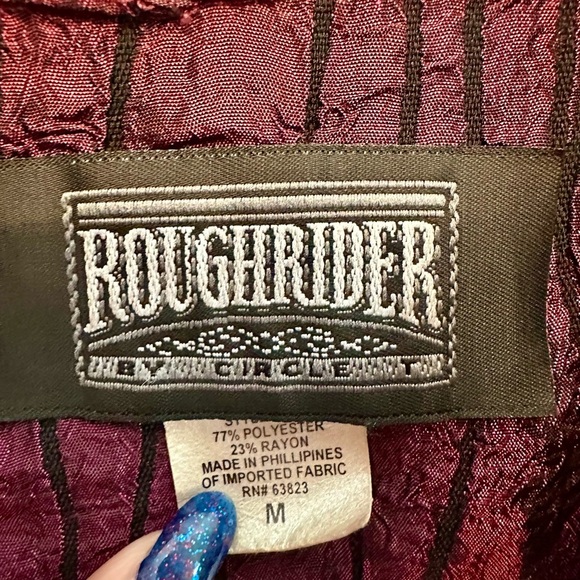 ROUGHRIDER
BY CIRCLE T
77% POLYESTER
23% RAYON
MADE IN PHILLIPINES
OF IMPORTED FABRIC
RN# 63823
M